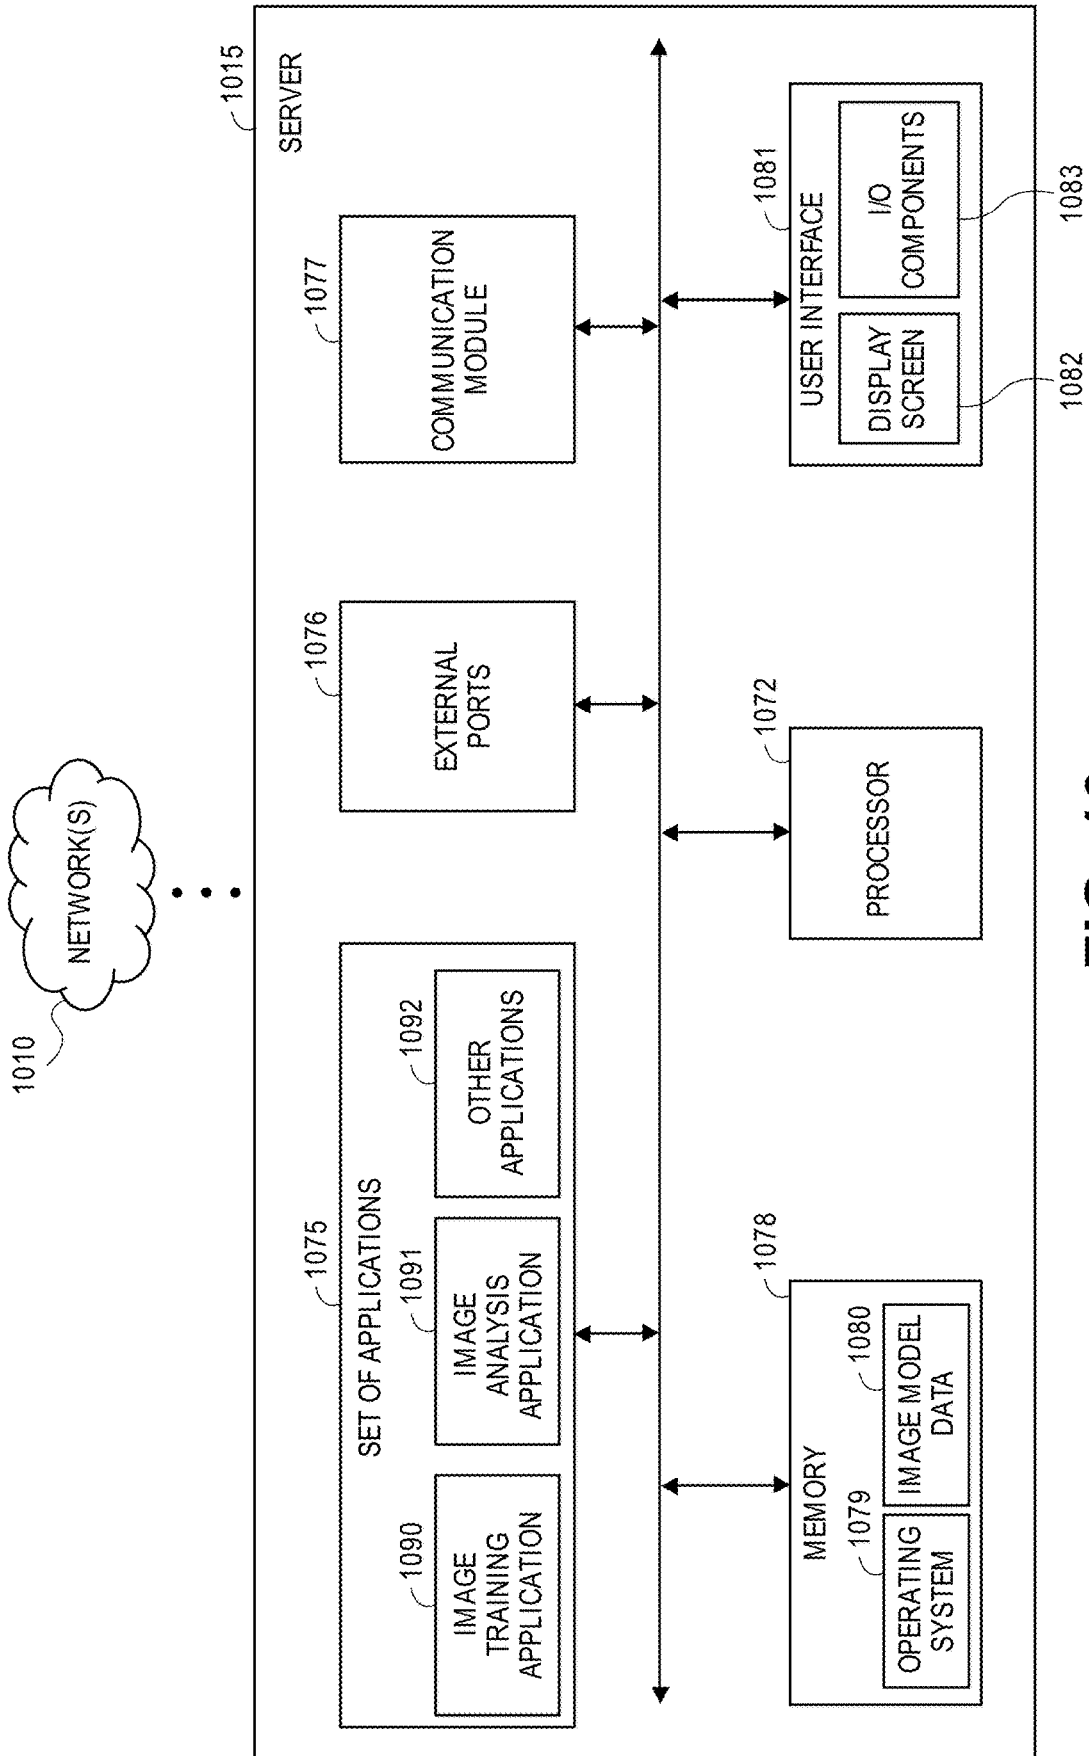 1010
NETWORK(S)
1015
SERVER
1075
SET OF APPLICATIONS
1090
IMAGE
TRAINING
APPLICATION
1091
IMAGE
ANALYSIS
APPLICATION
1092
OTHER
APPLICATIONS
1076
EXTERNAL
PORTS
1077
COMMUNICATION
MODULE
1078
MEMORY
1079
OPERATING
SYSTEM
1080
IMAGE MODEL
DATA
1072
PROCESSOR
1081
USER INTERFACE
DISPLAY
SCREEN
1082
I/O
COMPONENTS
1083
FIG.